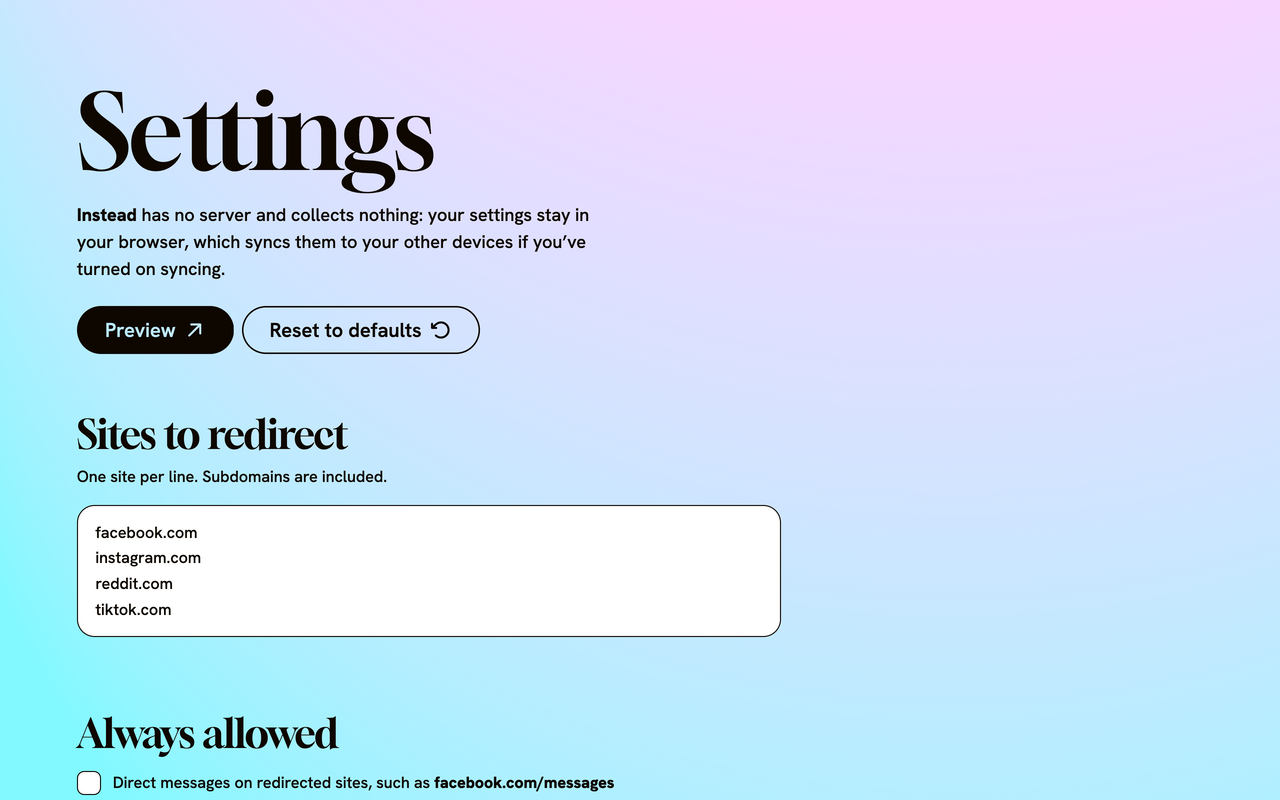 Settings
Instead has no server and collects nothing: your settings stay in
your browser, which syncs them to your other devices if you’ve
turned on syncing.
Preview
Reset to defaults
Sites to redirect
One site per line. Subdomains are included.
facebook.com
instagram.com
reddit.com
tiktok.com
Always allowed
Direct messages on redirected sites, such as facebook.com/messages